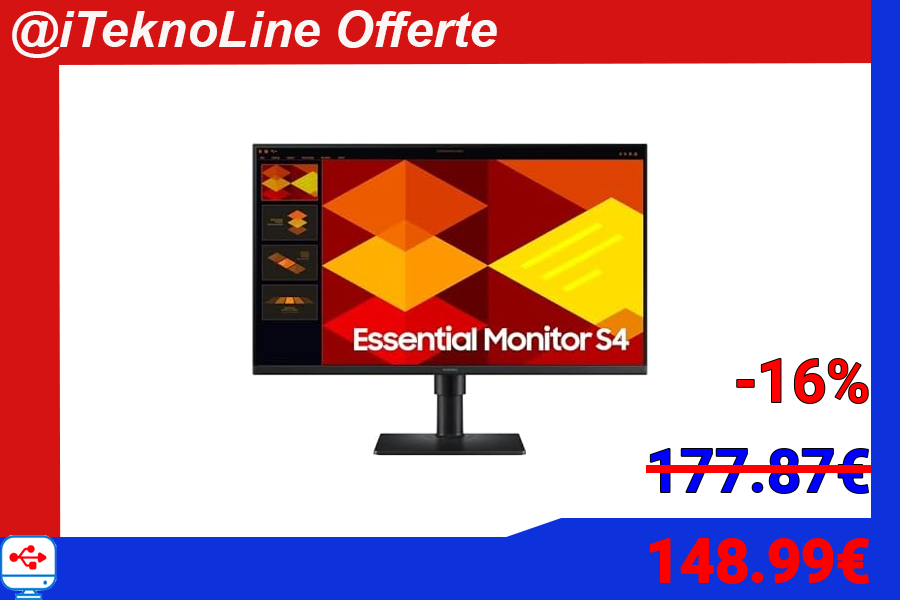 @iTeknoLine Offerte
Essential Monitor S4
-16%
177.87€
148.99€